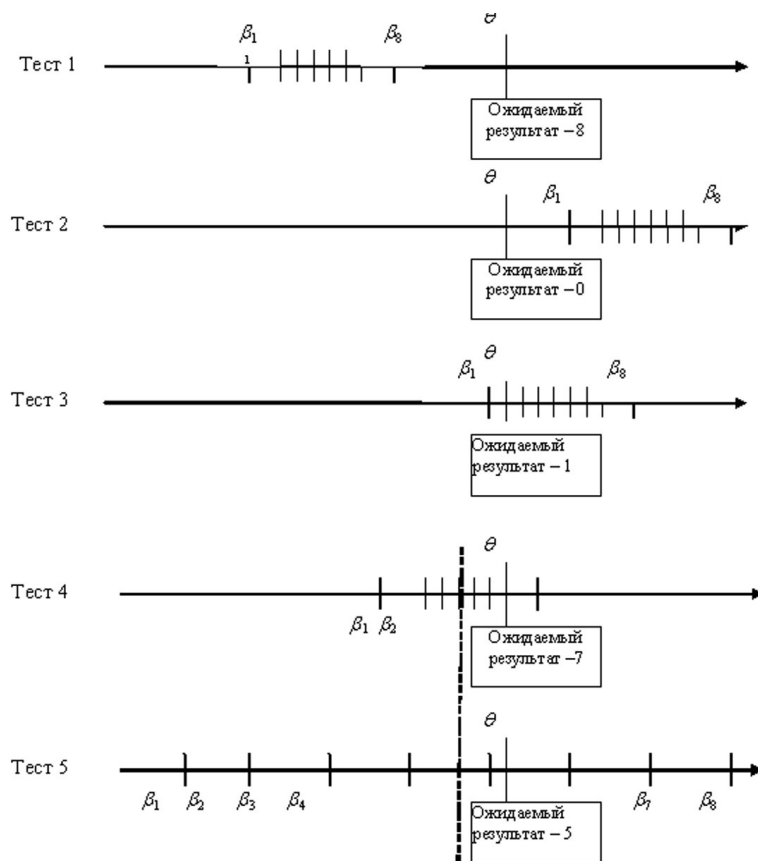 θ
β₁ β₈
1
Тест 1
Ожидаемый
результат –8
θ
β₁ β₈
Тест 2
Ожидаемый
результат –0
θ
β₁ β₈
Тест 3
Ожидаемый
результат – 1
θ
Тест 4
β₁ β₂
Ожидаемый
результат –7
θ
Тест 5
β₁ β₂ β₃ β₄ β₇ β₈
Ожидаемый
результат – 5